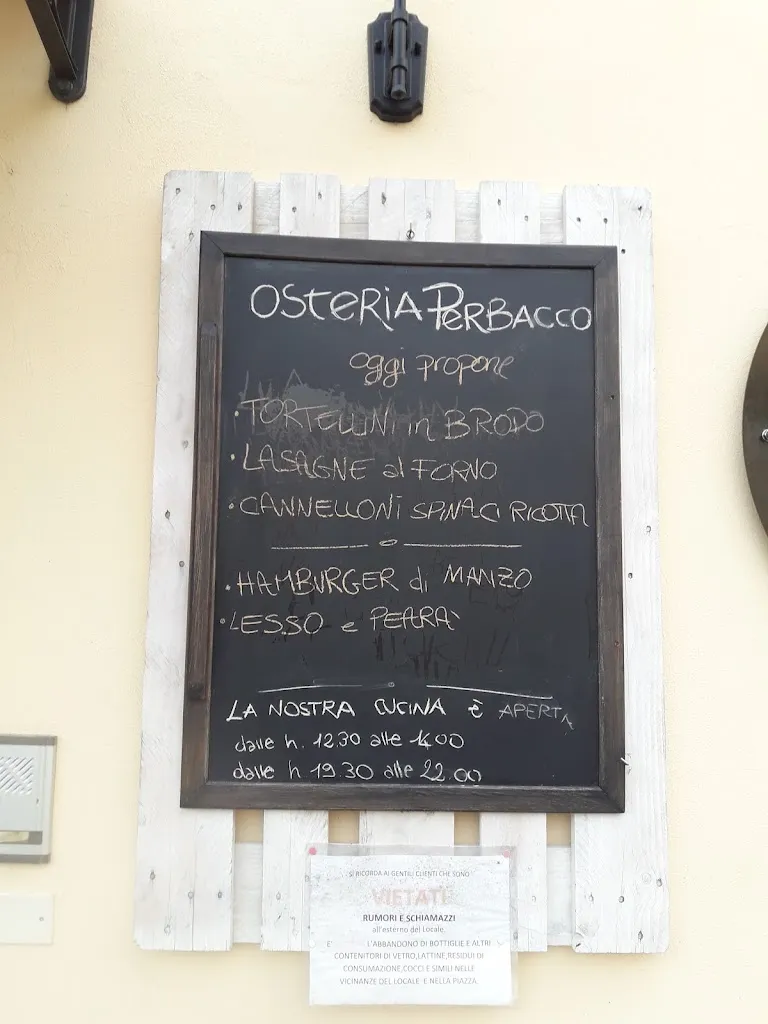 OSTERIA PERBACCO
oggi propone
• TORTELLINI in BRODO
• LASAGNE al FORNO
• CANNELLONI SPINACI RICOTTA
• HAMBURGER di MANZO
• LESSO e PEARÀ
LA NOSTRA CUCINA È APERTA
dalle h. 12.30 alle 14.00
dalle h 19.30 alle 22.00
SI RICORDA AI GENTILI CLIENTI CHE SONO
VIETATE
RUMORI E SCHIAMAZZI
all'esterno del Locale.
E' L'ABBANDONO DI BOTTIGLIE E ALTRI
CONTENITORI DI VETRO,LATTINE,RESIDUI DI
CONSUMAZIONE,COCCI E SIMILI NELLE
VICINANZE DEL LOCALE E NELLA PIAZZA.